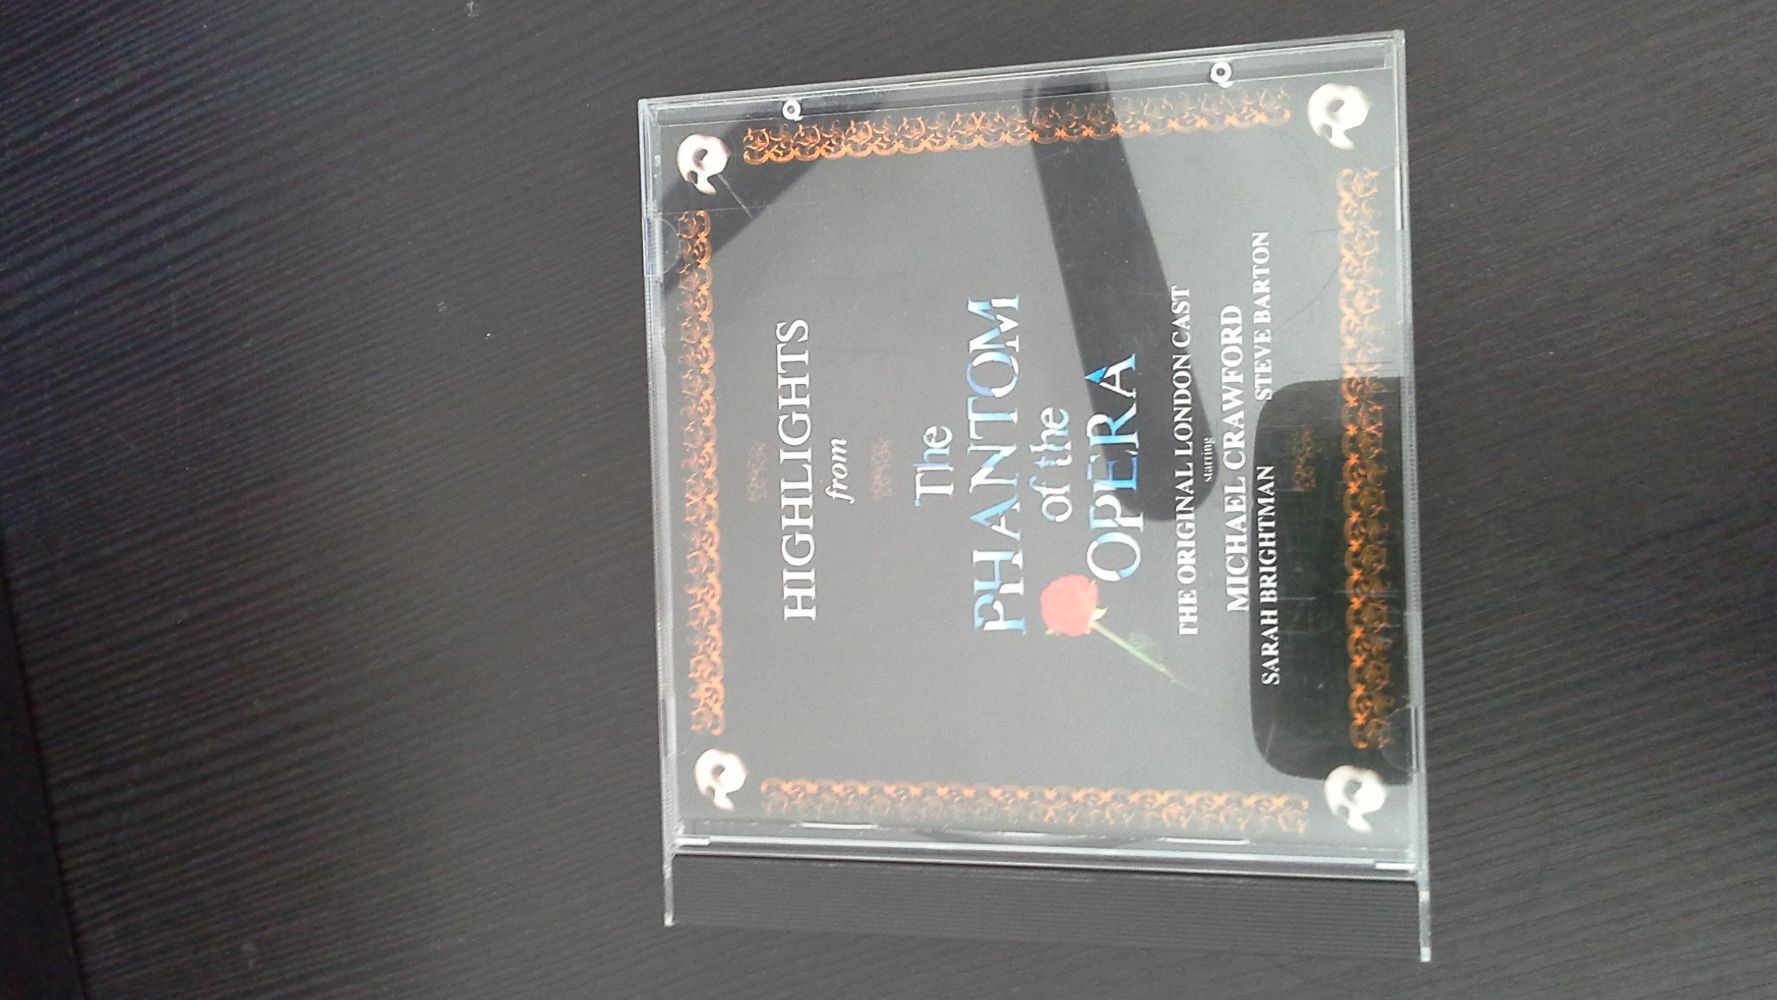 HIGHLIGHTS
from
The
PHANTOM
of the
OPERA
THE ORIGINAL LONDON CAST
starring
MICHAEL CRAWFORD
SARAH BRIGHTMAN STEVE BARTON